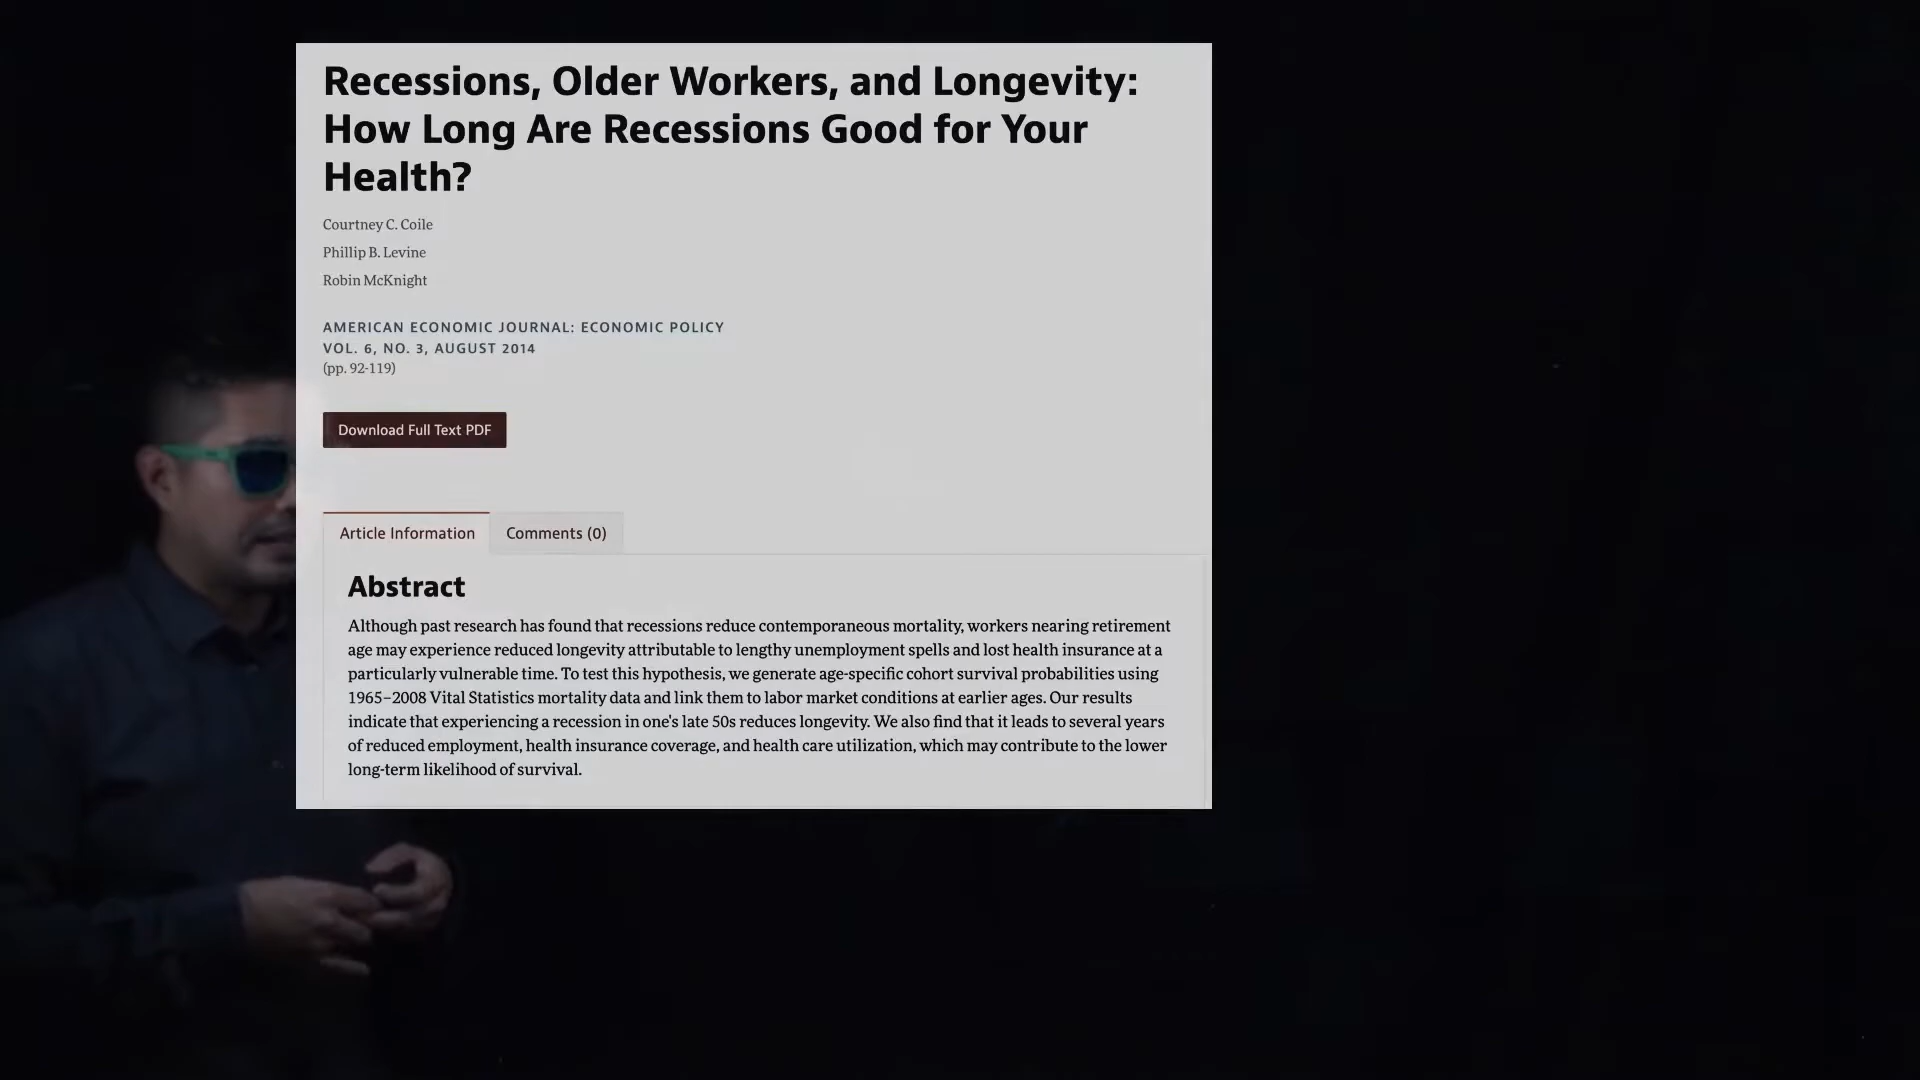 Recessions, Older Workers, and Longevity:
How Long Are Recessions Good for Your
Health?
Courtney C. Coile
Phillip B. Levine
Robin McKnight
AMERICAN ECONOMIC JOURNAL: ECONOMIC POLICY
VOL. 6, NO. 3, AUGUST 2014
(pp. 92-119)
Download Full Text PDF
Article Information
Comments (0)
Abstract
Although past research has found that recessions reduce contemporaneous mortality, workers nearing retirement
age may experience reduced longevity attributable to lengthy unemployment spells and lost health insurance at a
particularly vulnerable time. To test this hypothesis, we generate age-specific cohort survival probabilities using
1965–2008 Vital Statistics mortality data and link them to labor market conditions at earlier ages. Our results
indicate that experiencing a recession in one's late 50s reduces longevity. We also find that it leads to several years
of reduced employment, health insurance coverage, and health care utilization, which may contribute to the lower
long-term likelihood of survival.